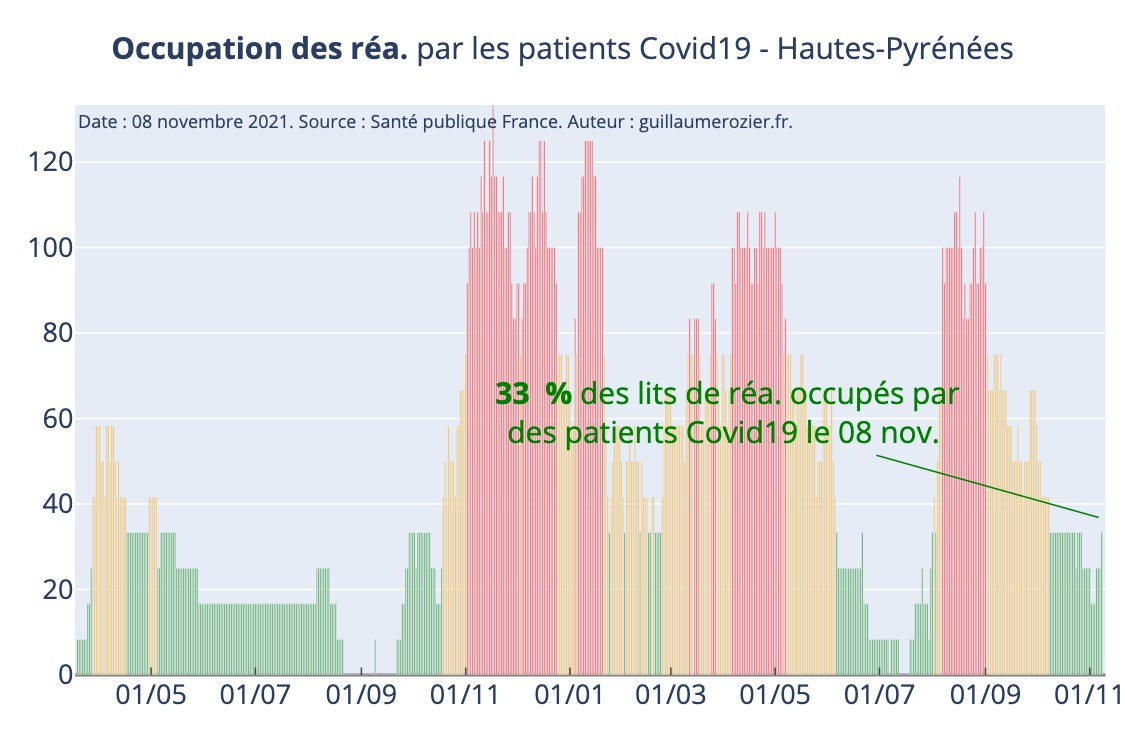 Occupation des réa. par les patients Covid19 - Hautes-Pyrénées
Date : 08 novembre 2021. Source : Santé publique France. Auteur : guillaumerozier.fr.
120
100
80
60
40
20
0
33 % des lits de réa. occupés par
des patients Covid19 le 08 nov.
01/05 01/07 01/09 01/11 01/01 01/03 01/05 01/07 01/09 01/11